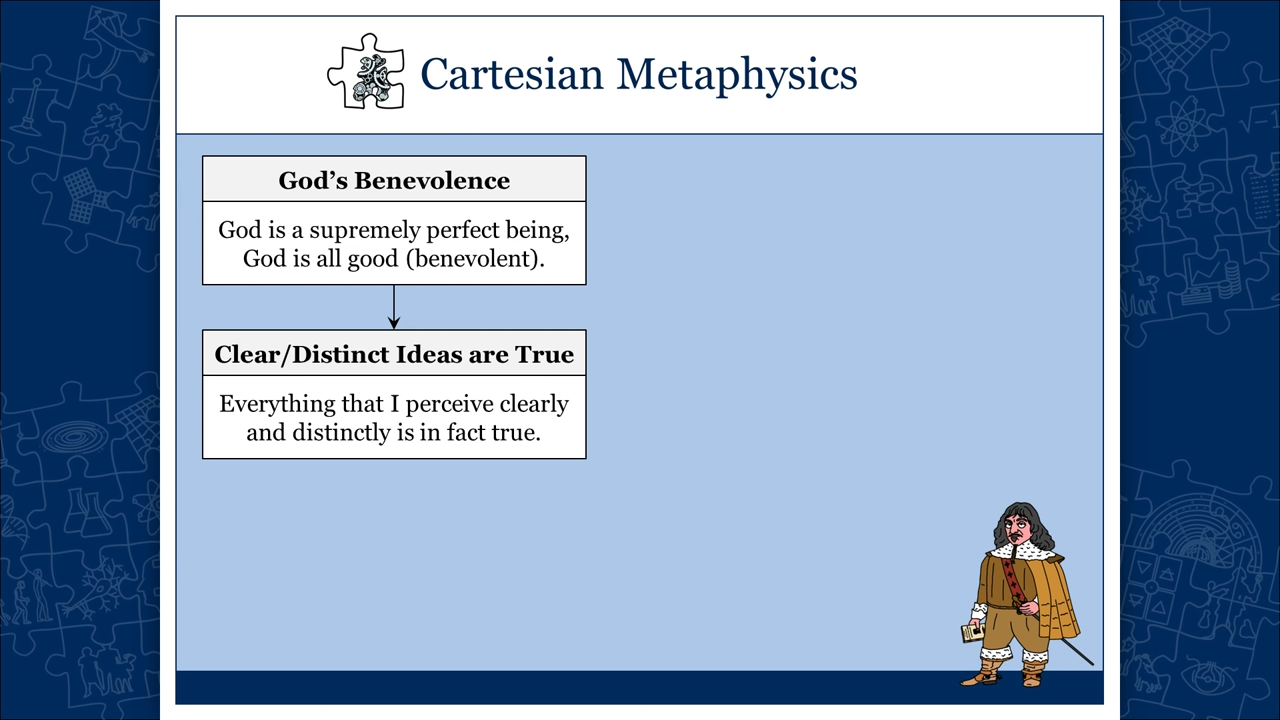 Cartesian Metaphysics
God’s Benevolence
God is a supremely perfect being,
God is all good (benevolent).
Clear/Distinct Ideas are True
Everything that I perceive clearly
and distinctly is in fact true.